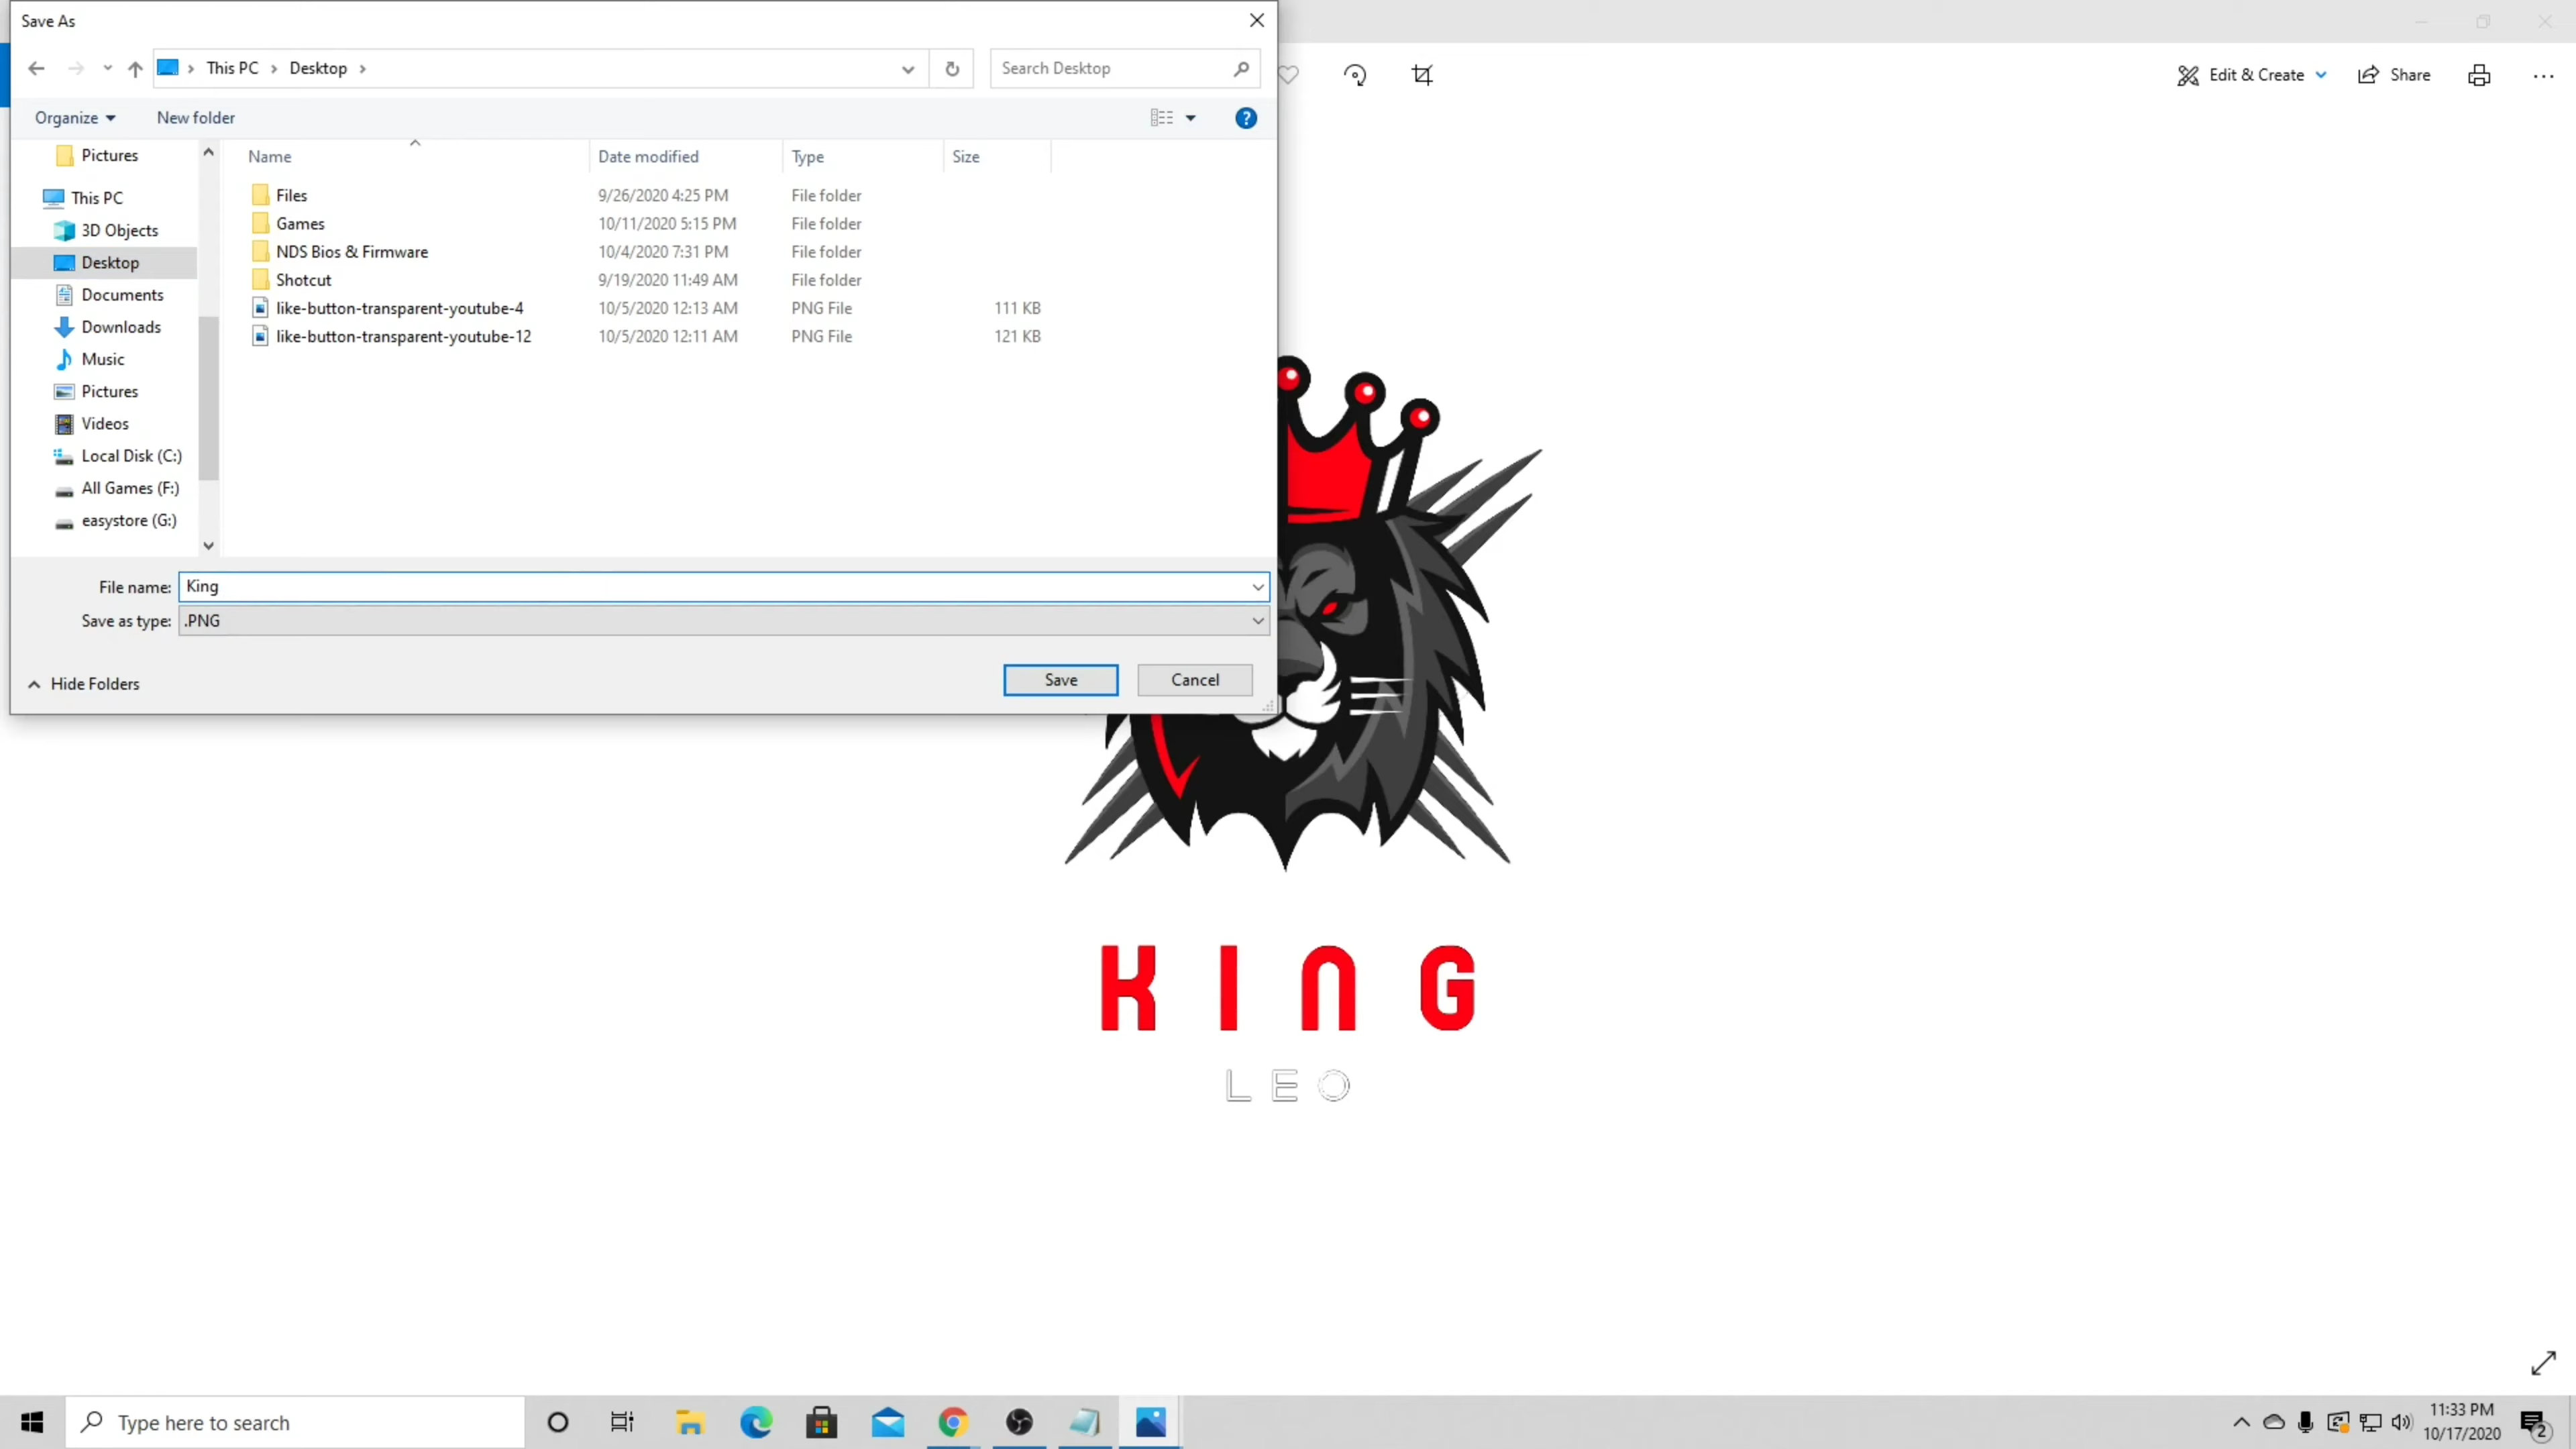 Save As
This PC
Desktop
Search Desktop
Edit & Create
Share
Organize
New folder
Name
Date modified
Type
Size
Pictures
This PC
3D Objects
Desktop
Documents
Downloads
Music
Pictures
Videos
Local Disk (C:)
All Games (F:)
easystore (G:)
Files 9/26/2020 4:25 PM File folder
Games 10/11/2020 5:15 PM File folder
NDS Bios & Firmware 10/4/2020 7:31 PM File folder
Shotcut 9/19/2020 11:49 AM File folder
like-button-transparent-youtube-4 10/5/2020 12:13 AM PNG File 111 KB
like-button-transparent-youtube-12 10/5/2020 12:11 AM PNG File 121 KB
File name: King
Save as type: .PNG
Hide Folders
Save
Cancel
KING
LEO
Type here to search
11:33 PM
10/17/2020
2